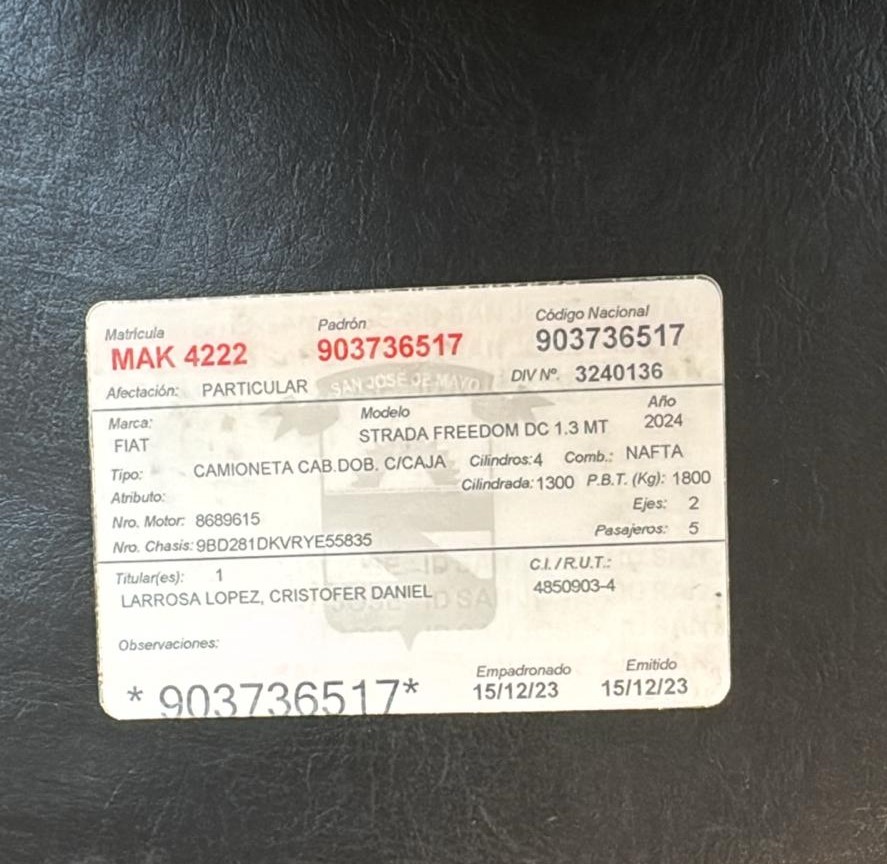 Matrícula Padrón Código Nacional
MAK 4222 903736517 903736517
Afectación: PARTICULAR DIV Nº. 3240136
SAN JOSE DE MAYO
Marca: Modelo Año
FIAT STRADA FREEDOM DC 1.3 MT 2024
Tipo: CAMIONETA CAB.DOB. C/CAJA Cilindros:4 Comb.: NAFTA
Atributo: Cilindrada:1300 P.B.T. (Kg): 1800
Ejes: 2
Nro. Motor: 8689615
Pasajeros: 5
Nro. Chasis:9BD281DKVRYE55835
Titular(es): 1 C.I./R.U.T.:
LARROSA LOPEZ, CRISTOFER DANIEL 4850903-4
Observaciones:
Empadronado Emitido
*903736517* 15/12/23 15/12/23